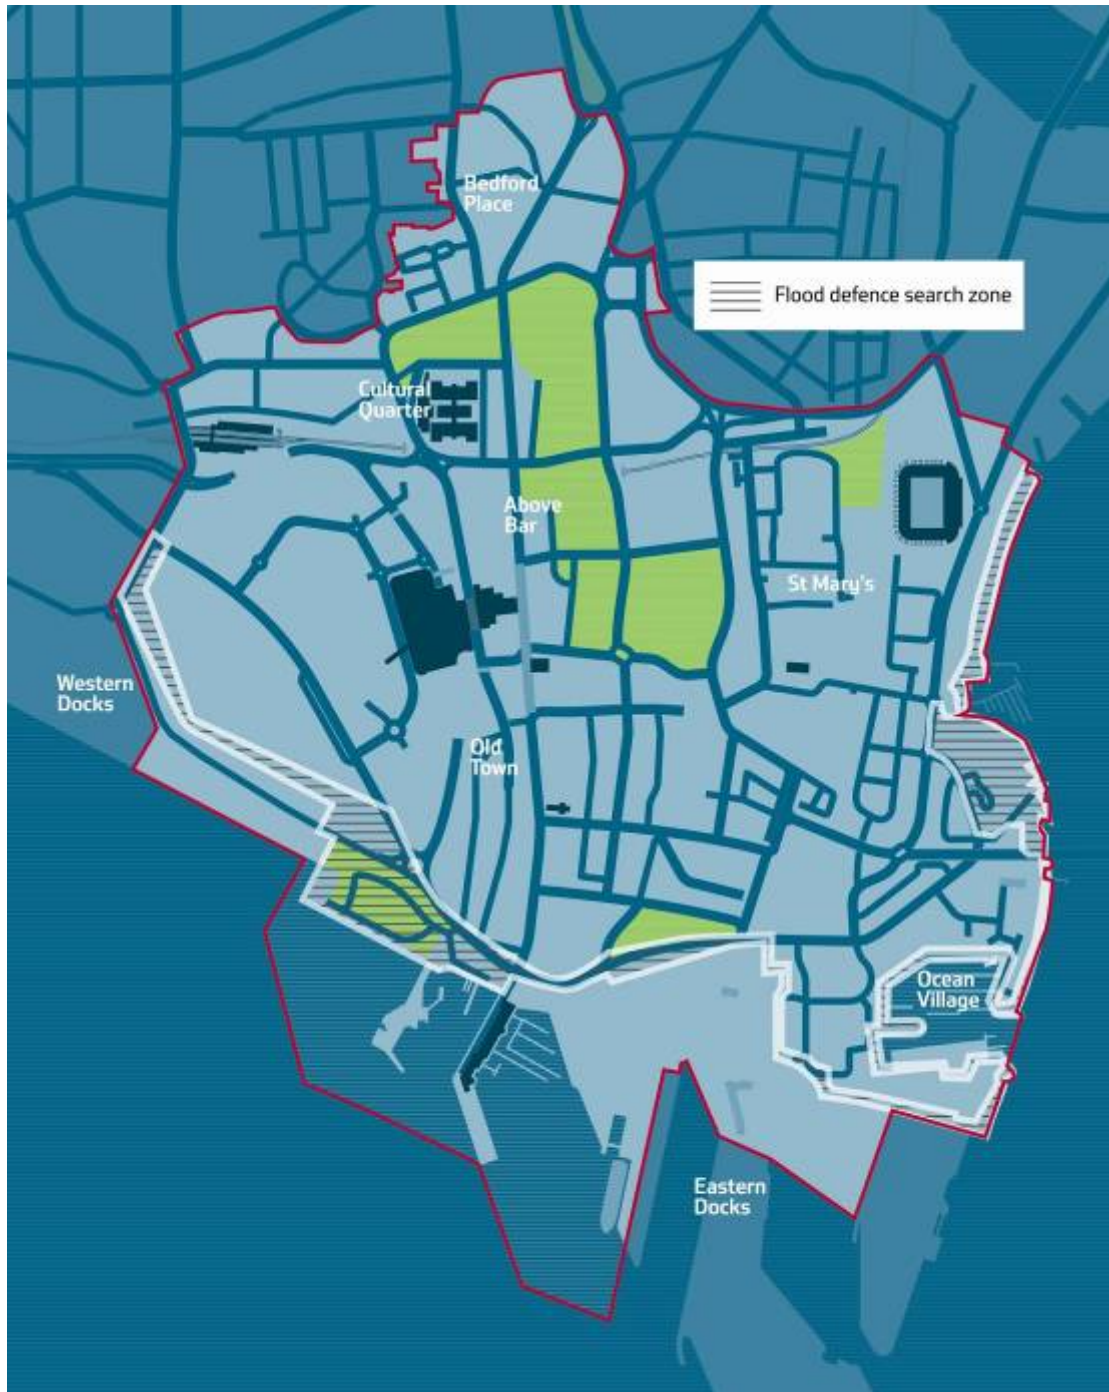 Bedford
Place
Flood defence search zone
Cultural
Quarter
Above
Bar
St Mary's
Western
Docks
Old
Town
Ocean
Village
Eastern
Docks